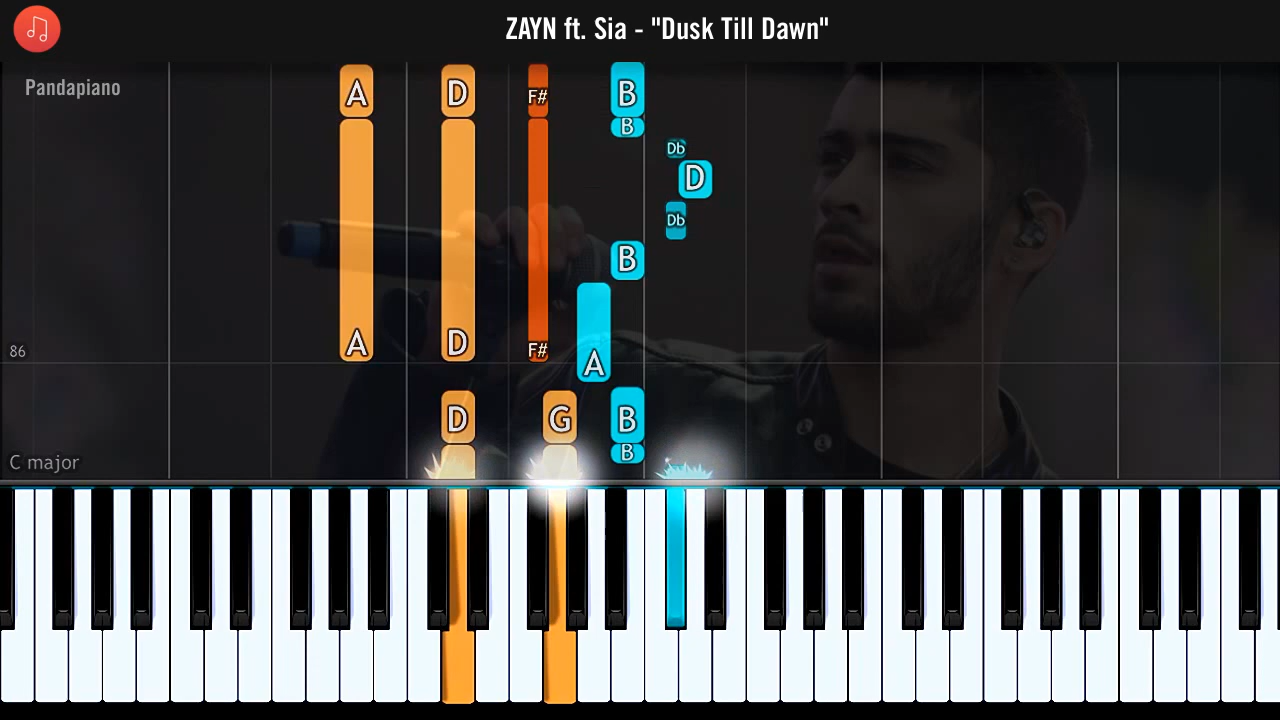 ZAYN ft. Sia - "Dusk Till Dawn"
Pandapiano
A D F# B
B
Db
D
Db
B
A D F# A
86
D G B
B
C major